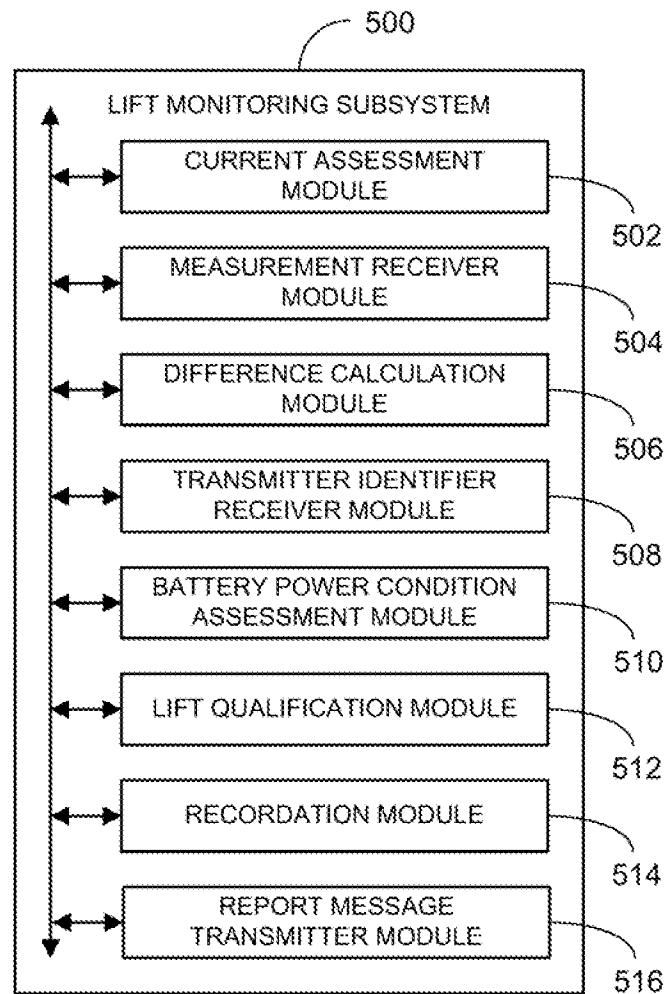 500
LIFT MONITORING SUBSYSTEM
CURRENT ASSESSMENT
MODULE
502
MEASUREMENT RECEIVER
MODULE
504
DIFFERENCE CALCULATION
MODULE
506
TRANSMITTER IDENTIFIER
RECEIVER MODULE
508
BATTERY POWER CONDITION
ASSESSMENT MODULE
510
LIFT QUALIFICATION MODULE
512
RECORDATION MODULE
514
REPORT MESSAGE
TRANSMITTER MODULE
516